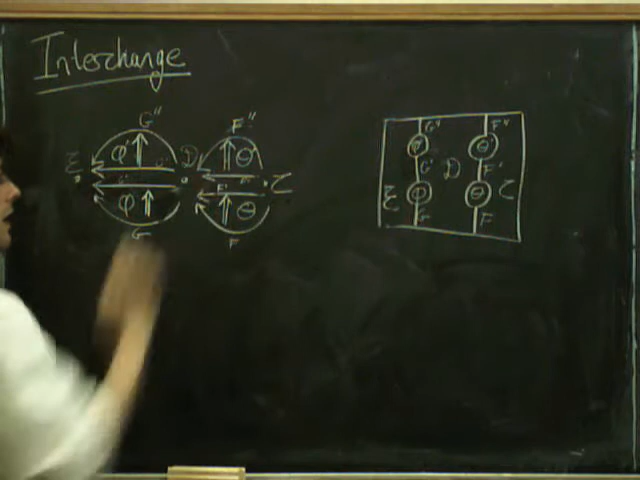 Interchange
G'' F''
ℰ φ' G' D θ'
G' F' C
φ θ
G F
G'' F''
φ' θ'
G' D F'
ℰ φ θ C
G F